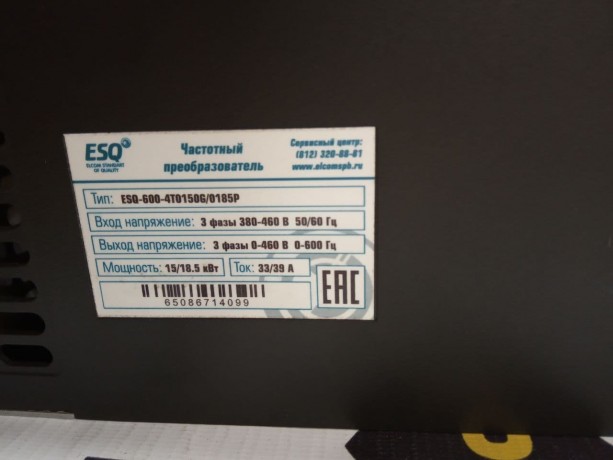 ESQ
ELCOM STANDARD
OF QUALITY
Частотный
преобразователь
Сервисный центр:
(812) 320-88-81
www.elcomspb.ru
Тип: ESQ-600-4T0150G/0185P
Вход напряжение: 3 фазы 380-460 В 50/60 Гц
Выход напряжение: 3 фазы 0-460 В 0-600 Гц
Мощность: 15/18.5 кВт Ток: 33/39 А
65086714099
EAC